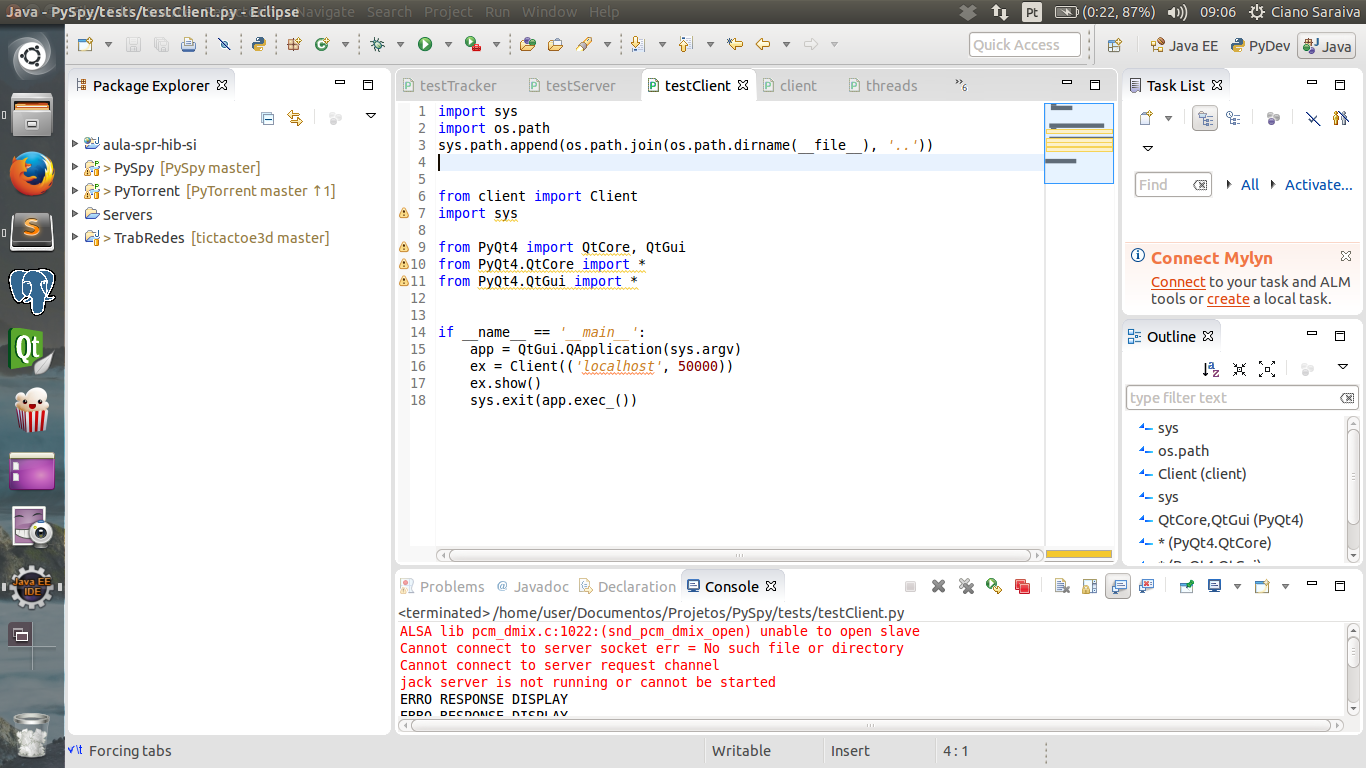 Java - PySpy/tests/testClient.py - Eclipse Navigate Search Project Run Window Help
Pt (0:22, 87%) 09:06 Ciano Saraiva
Quick Access Java EE PyDev Java
Package Explorer
aula-spr-hib-si
> PySpy [PySpy master]
> PyTorrent [PyTorrent master ↑1]
Servers
> TrabRedes [tictactoe3d master]
testTracker testServer testClient client threads »6
1 import sys
2 import os.path
3 sys.path.append(os.path.join(os.path.dirname(__file__), '..'))
4
5
6 from client import Client
7 import sys
8
9 from PyQt4 import QtCore, QtGui
10 from PyQt4.QtCore import *
11 from PyQt4.QtGui import *
12
13
14 if __name__ == '__main__':
15 app = QtGui.QApplication(sys.argv)
16 ex = Client(('localhost', 50000))
17 ex.show()
18 sys.exit(app.exec_())
Task List
Find All Activate...
Connect Mylyn
Connect to your task and ALM
tools or create a local task.
Outline
type filter text
sys
os.path
Client (client)
sys
QtCore,QtGui (PyQt4)
* (PyQt4.QtCore)
* (PyQt4.QtGui)
Problems Javadoc Declaration Console
<terminated> /home/user/Documentos/Projetos/PySpy/tests/testClient.py
ALSA lib pcm_dmix.c:1022:(snd_pcm_dmix_open) unable to open slave
Cannot connect to server socket err = No such file or directory
Cannot connect to server request channel
jack server is not running or cannot be started
ERRO RESPONSE DISPLAY
ERRO RESPONSE DISPLAY
Forcing tabs Writable Insert 4 : 1
Java EE
IDE
Qt
S